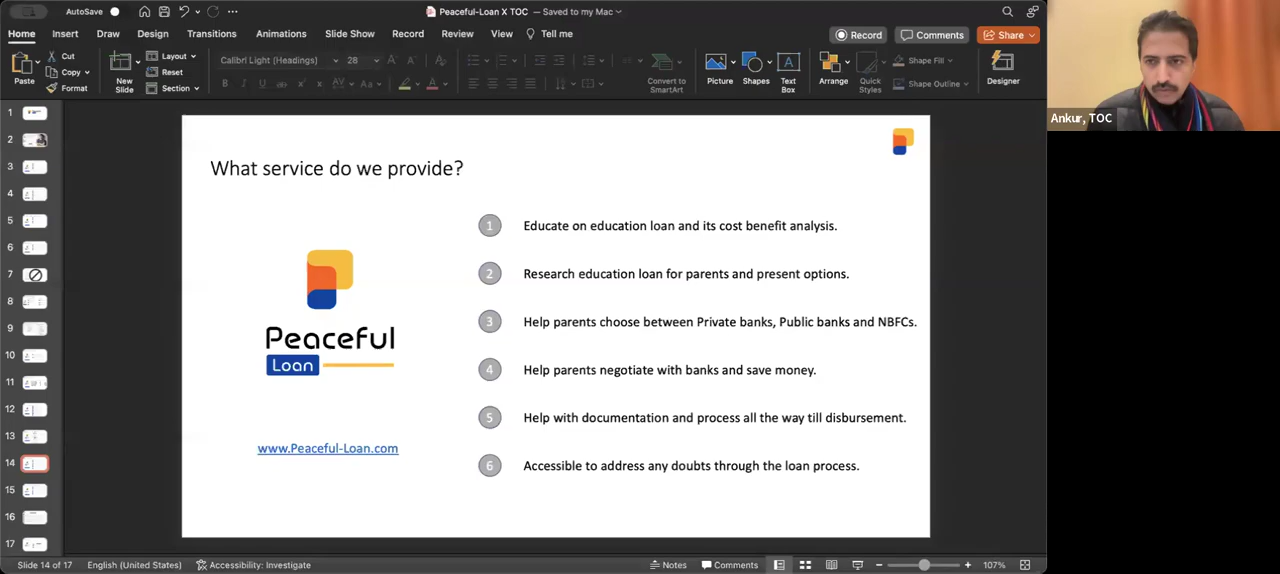 AutoSave
Peaceful-Loan X TOC — Saved to my Mac
Home Insert Draw Design Transitions Animations Slide Show Record Review View Tell me
Record Comments Share
Paste
Cut
Copy
Format
New Slide
Layout
Reset
Section
Calibri Light (Headings) 28
B I U ab x x AV Aa A A
Convert to SmartArt
Picture
Shapes
Text Box
Arrange
Quick Styles
Shape Fill
Shape Outline
Designer
1
2
3
4
5
6
7
8
9
10
11
12
13
14
15
16
17
What service do we provide?
Peaceful
Loan
www.Peaceful-Loan.com
1 Educate on education loan and its cost benefit analysis.
2 Research education loan for parents and present options.
3 Help parents choose between Private banks, Public banks and NBFCs.
4 Help parents negotiate with banks and save money.
5 Help with documentation and process all the way till disbursement.
6 Accessible to address any doubts through the loan process.
Ankur, TOC
Slide 14 of 17 English (United States) Accessibility: Investigate Notes Comments 107%